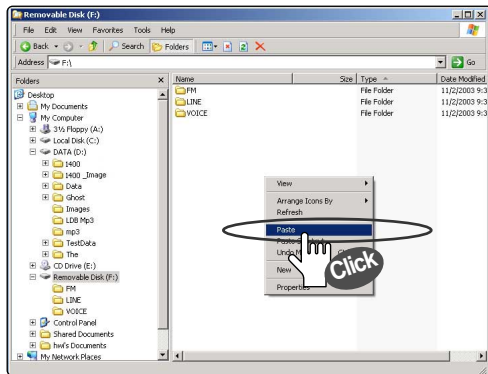 Removable Disk (F:)
File Edit View Favorites Tools Help
Back Search Folders
Address F:\ Go
Folders
Name Size Type Date Modified
Desktop
My Documents
My Computer
3½ Floppy (A:)
Local Disk (C:)
DATA (D:)
1400
1400 _Image
Data
Ghost
Images
LDB Mp3
mp3
TestData
The
CD Drive (E:)
Removable Disk (F:)
FM
LINE
VOICE
Control Panel
Shared Documents
hwl's Documents
My Network Places
FM File Folder 11/2/2003 9:3
LINE File Folder 11/2/2003 9:3
VOICE File Folder 11/2/2003 9:3
View
Arrange Icons By
Refresh
Paste
Paste
Undo
New
Properties
Click